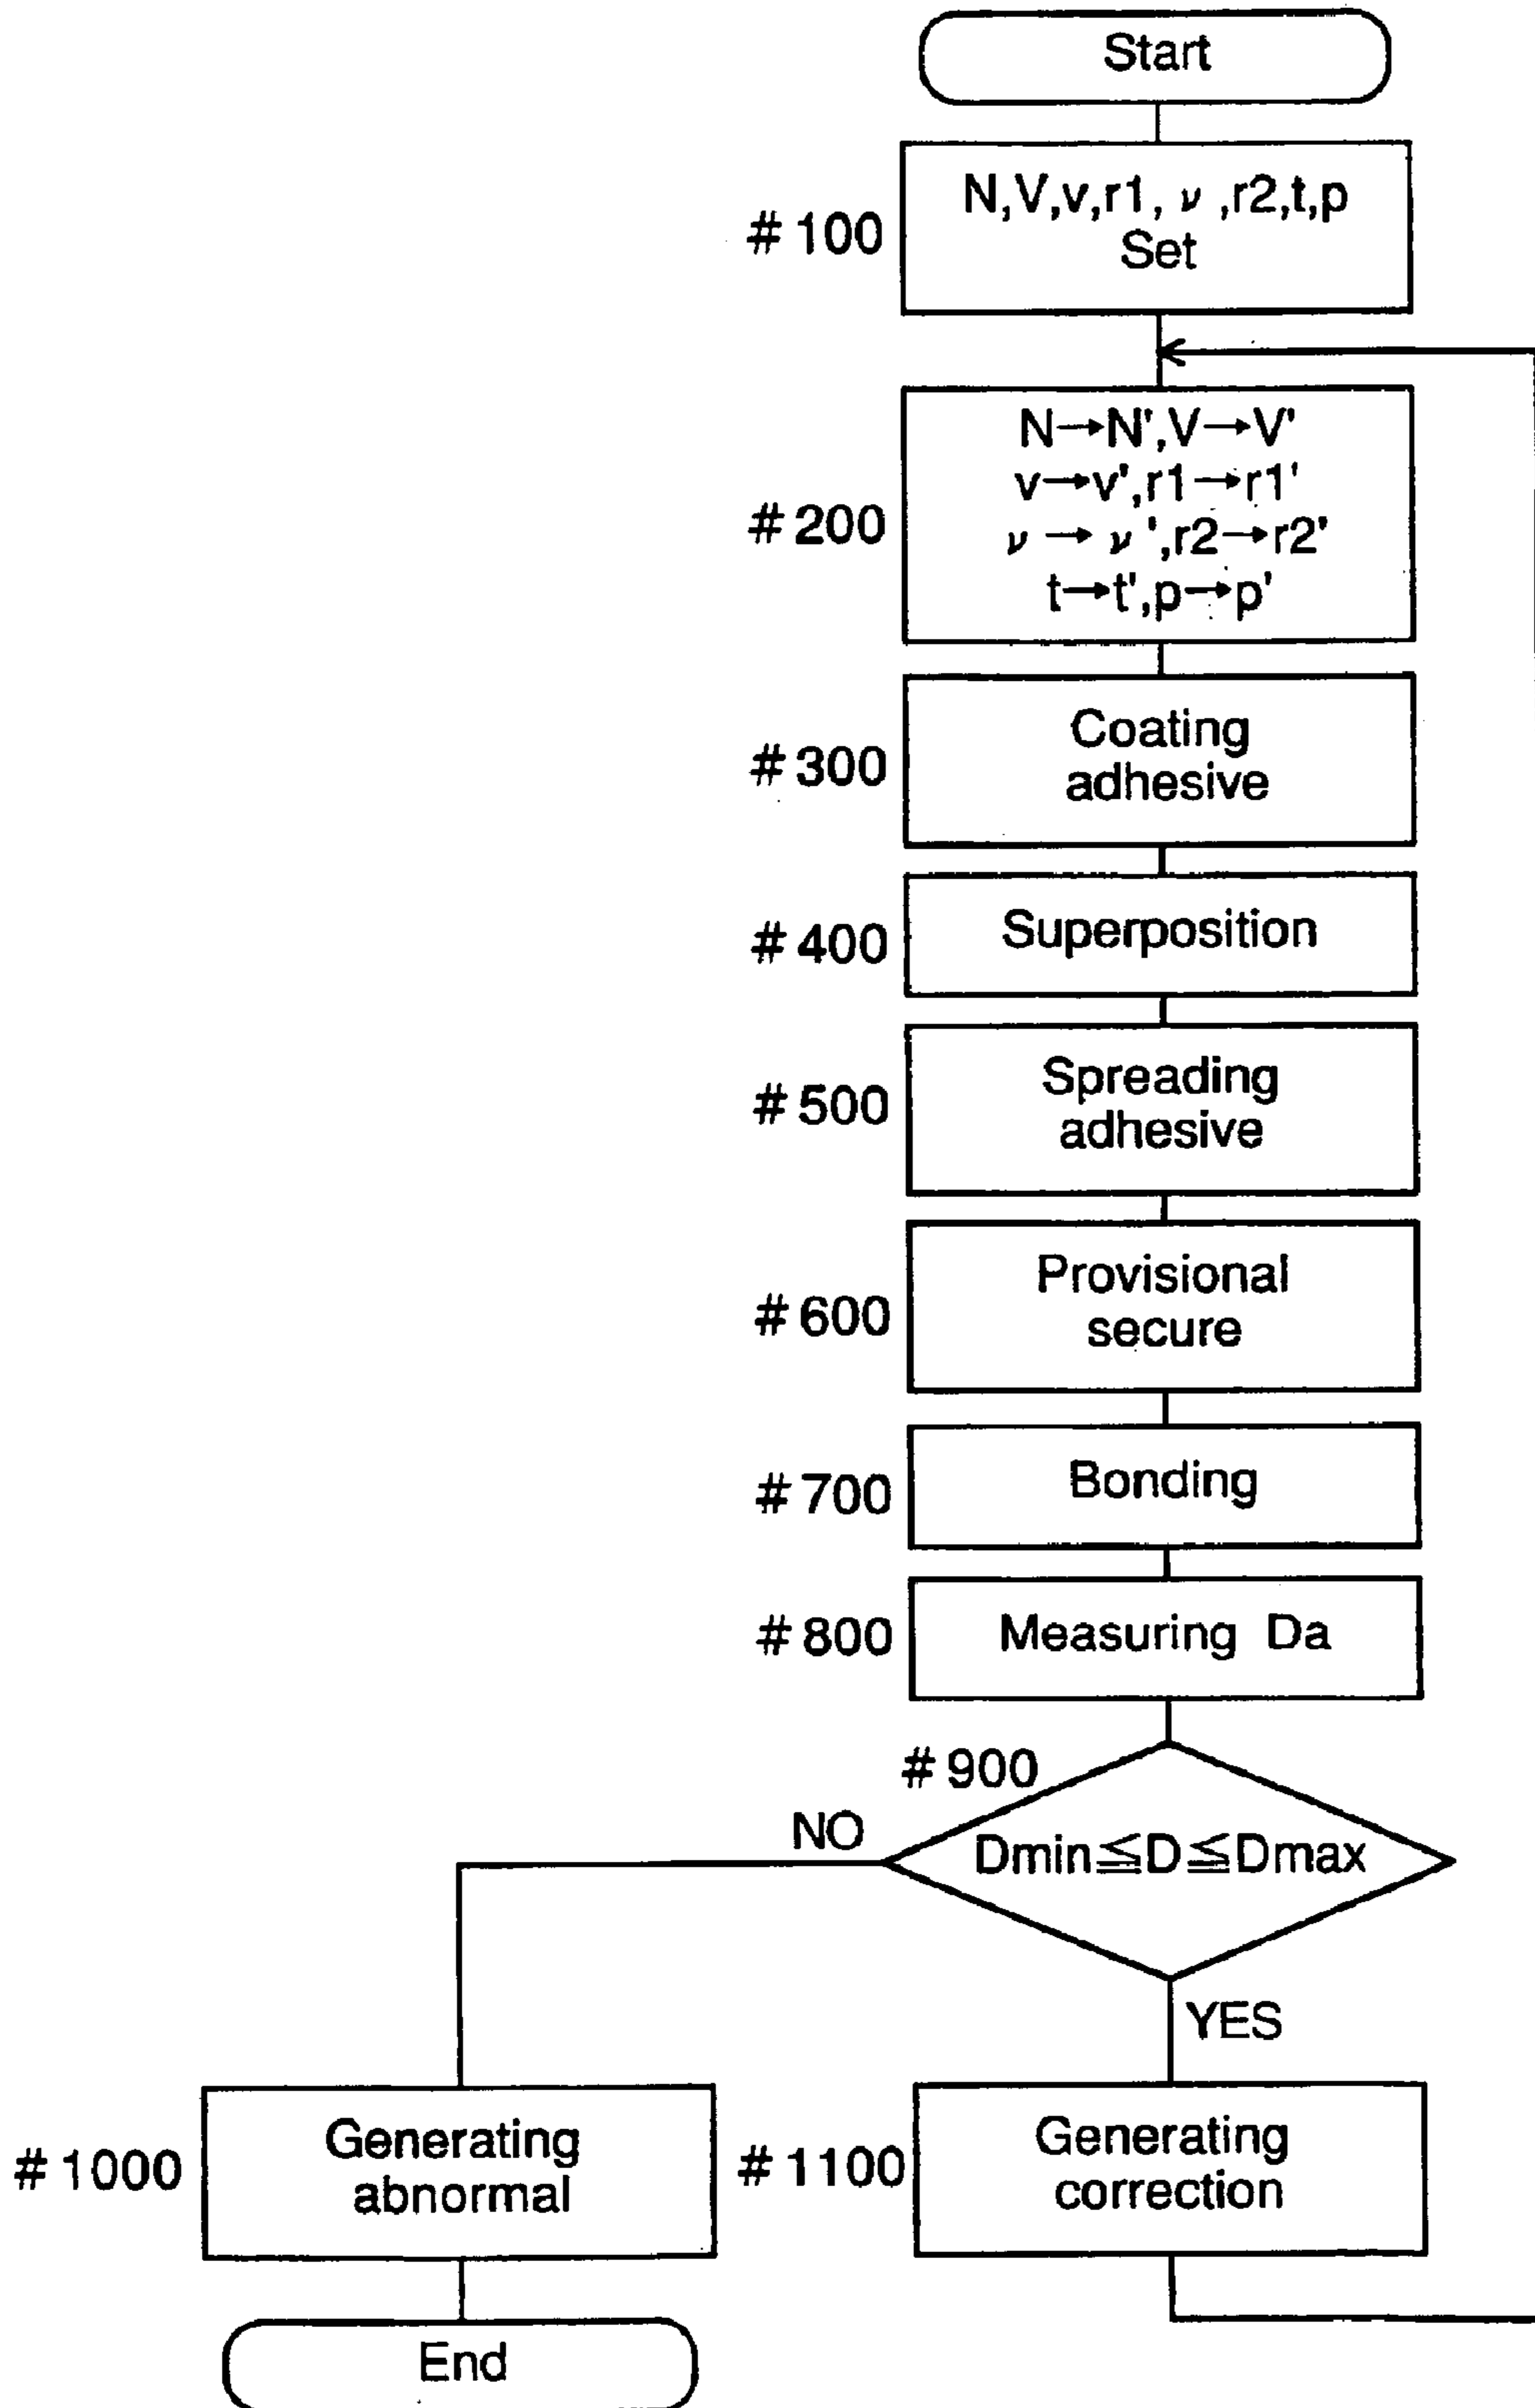 Start
#100
N,V,v,r1, ν ,r2,t,p
Set
#200
N→N',V→V'
v→v',r1→r1'
ν → ν ',r2→r2'
t→t',p→p'
#300
Coating
adhesive
#400
Superposition
#500
Spreading
adhesive
#600
Provisional
secure
#700
Bonding
#800
Measuring Da
#900
NO
Dmin≦D≦Dmax
YES
#1000
Generating
abnormal
#1100
Generating
correction
End